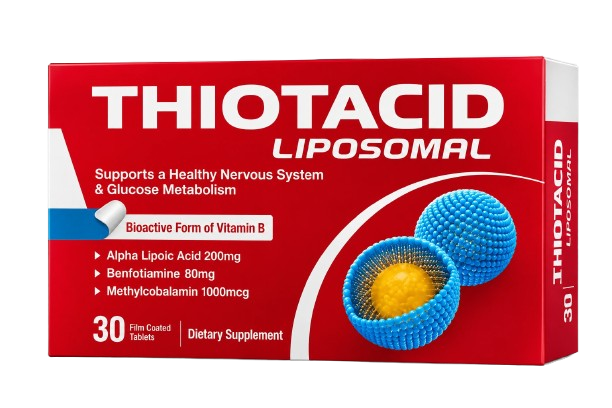 THIOTACID
LIPOSOMAL
Supports a Healthy Nervous System
& Glucose Metabolism
Bioactive Form of Vitamin B
▸ Alpha Lipoic Acid 200mg
▸ Benfotiamine 80mg
▸ Methylcobalamin 1000mcg
30 Film Coated
Tablets
Dietary Supplement
THIOTACID
LIPOSOMAL
30